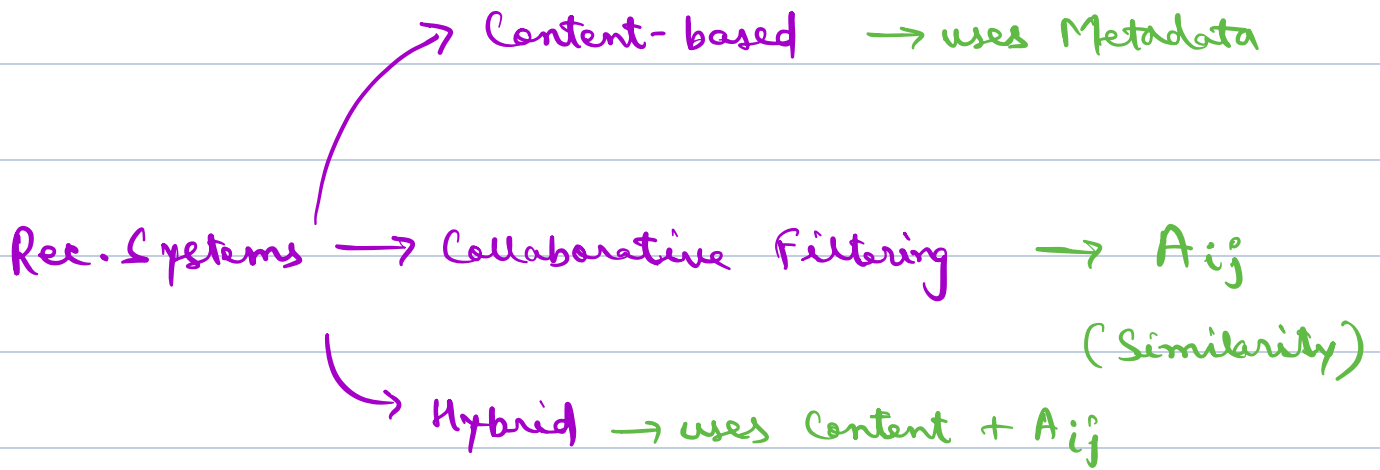 Content-based → uses Metadata
Rec. Systems → Collaborative Filtering → Aij
(Similarity)
Hybrid → uses Content + Aij